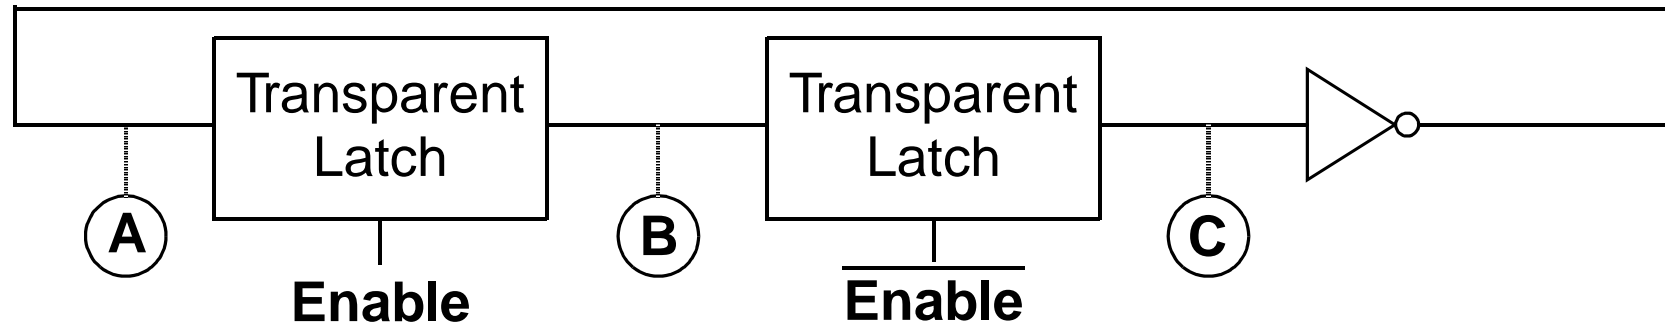 Transparent
Latch
Transparent
Latch
A
B
C
Enable
Enable